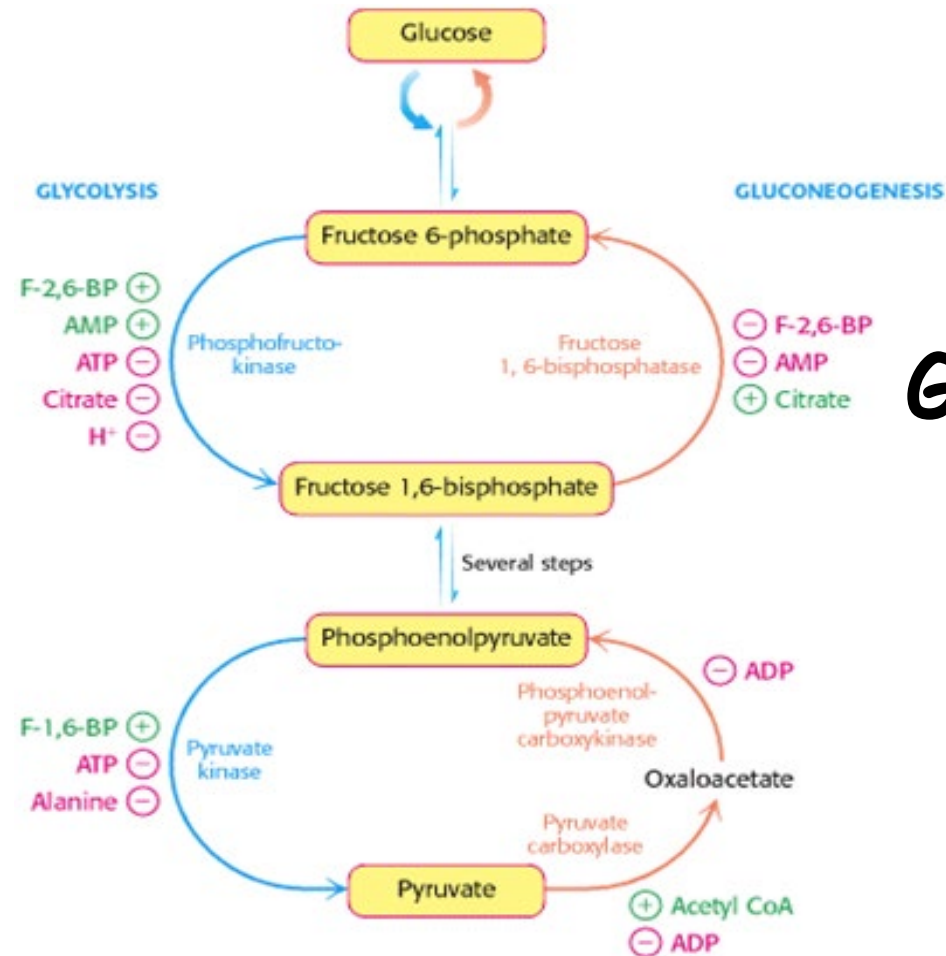 Glucose
GLYCOLYSIS
GLUCONEOGENESIS
Fructose 6-phosphate
F-2,6-BP +
AMP +
ATP −
Citrate −
H⁺ −
Phosphofructo-
kinase
Fructose
1, 6-bisphosphatase
− F-2,6-BP
− AMP
+ Citrate
G
Fructose 1,6-bisphosphate
Several steps
Phosphoenolpyruvate
F-1,6-BP +
ATP −
Alanine −
Pyruvate
kinase
Phosphoenol-
pyruvate
carboxykinase
− ADP
Oxaloacetate
Pyruvate
carboxylase
Pyruvate
+ Acetyl CoA
− ADP